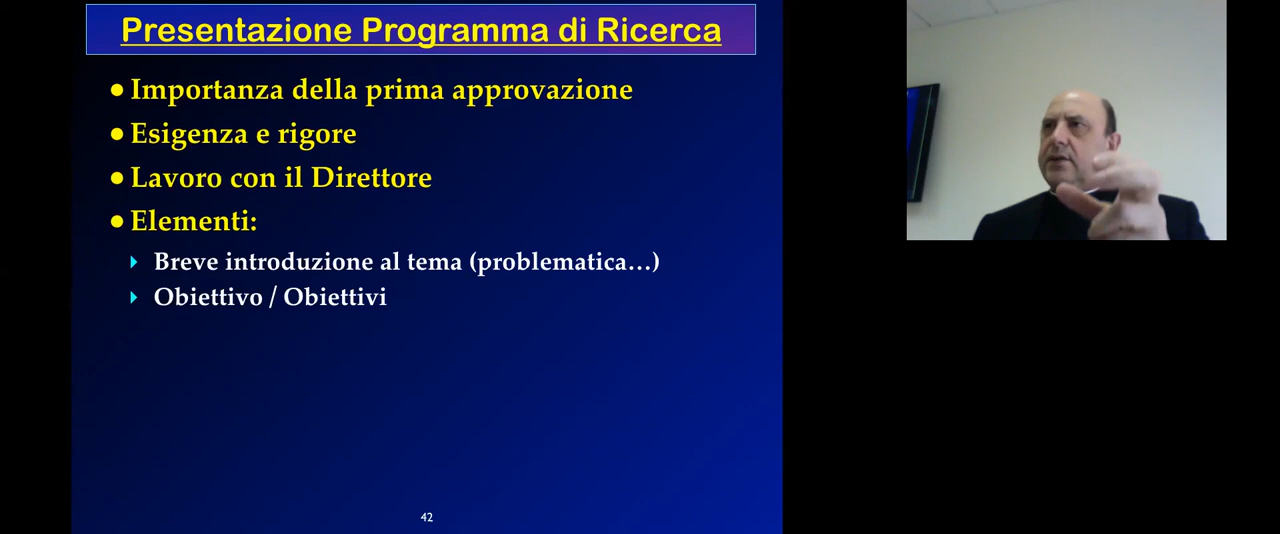 Presentazione Programma di Ricerca
● Importanza della prima approvazione
● Esigenza e rigore
● Lavoro con il Direttore
● Elementi:
Breve introduzione al tema (problematica…)
Obiettivo / Obiettivi
42